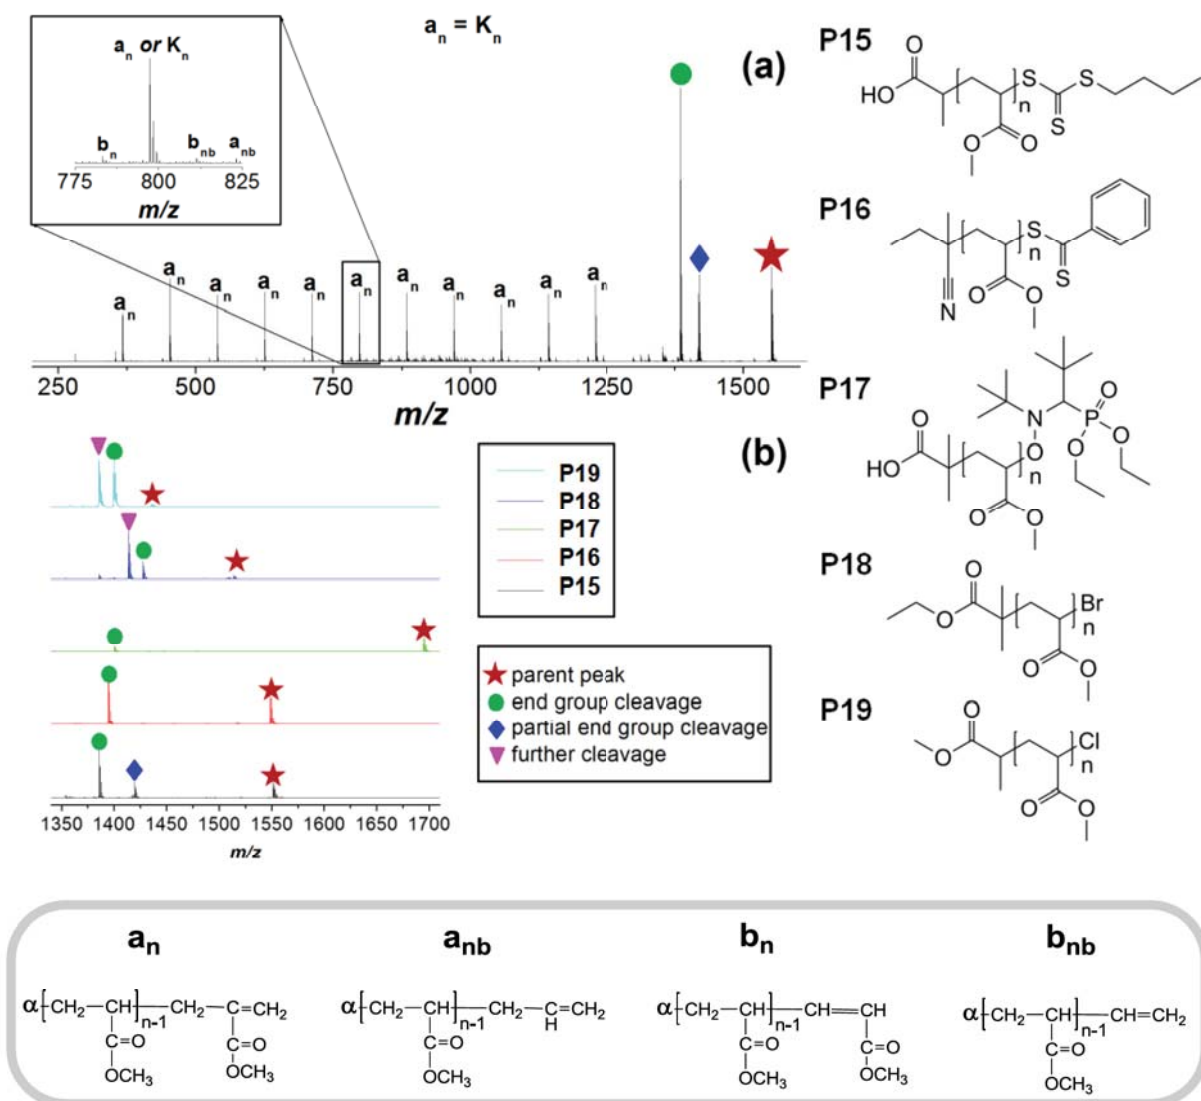 aₙ = Kₙ
(a)
aₙ or Kₙ
bₙ
bₙb
aₙb
775 800 825
m/z
aₙ aₙ aₙ aₙ aₙ aₙ aₙ aₙ aₙ aₙ aₙ
250 500 750 1000 1250 1500
m/z
(b)
P19
P18
P17
P16
P15
parent peak
end group cleavage
partial end group cleavage
further cleavage
1350 1400 1450 1500 1550 1600 1650 1700
m/z
P15
O
HO
S
S
S
n
O
O
P16
S
S
n
N
O
O
P17
O
N
P
O
O
O
O
HO
n
O
O
P18
O
O
Br
n
O
O
P19
O
O
Cl
n
O
O
aₙ
α[CH₂—CH]ₙ₋₁—CH₂—C=CH₂
C=O C=O
OCH₃ OCH₃
aₙb
α[CH₂—CH]ₙ₋₁—CH₂—C=CH₂
H
C=O
OCH₃
bₙ
α[CH₂—CH]ₙ₋₁—CH=CH
C=O C=O
OCH₃ OCH₃
bₙb
α[CH₂—CH]ₙ₋₁—CH=CH₂
C=O
OCH₃